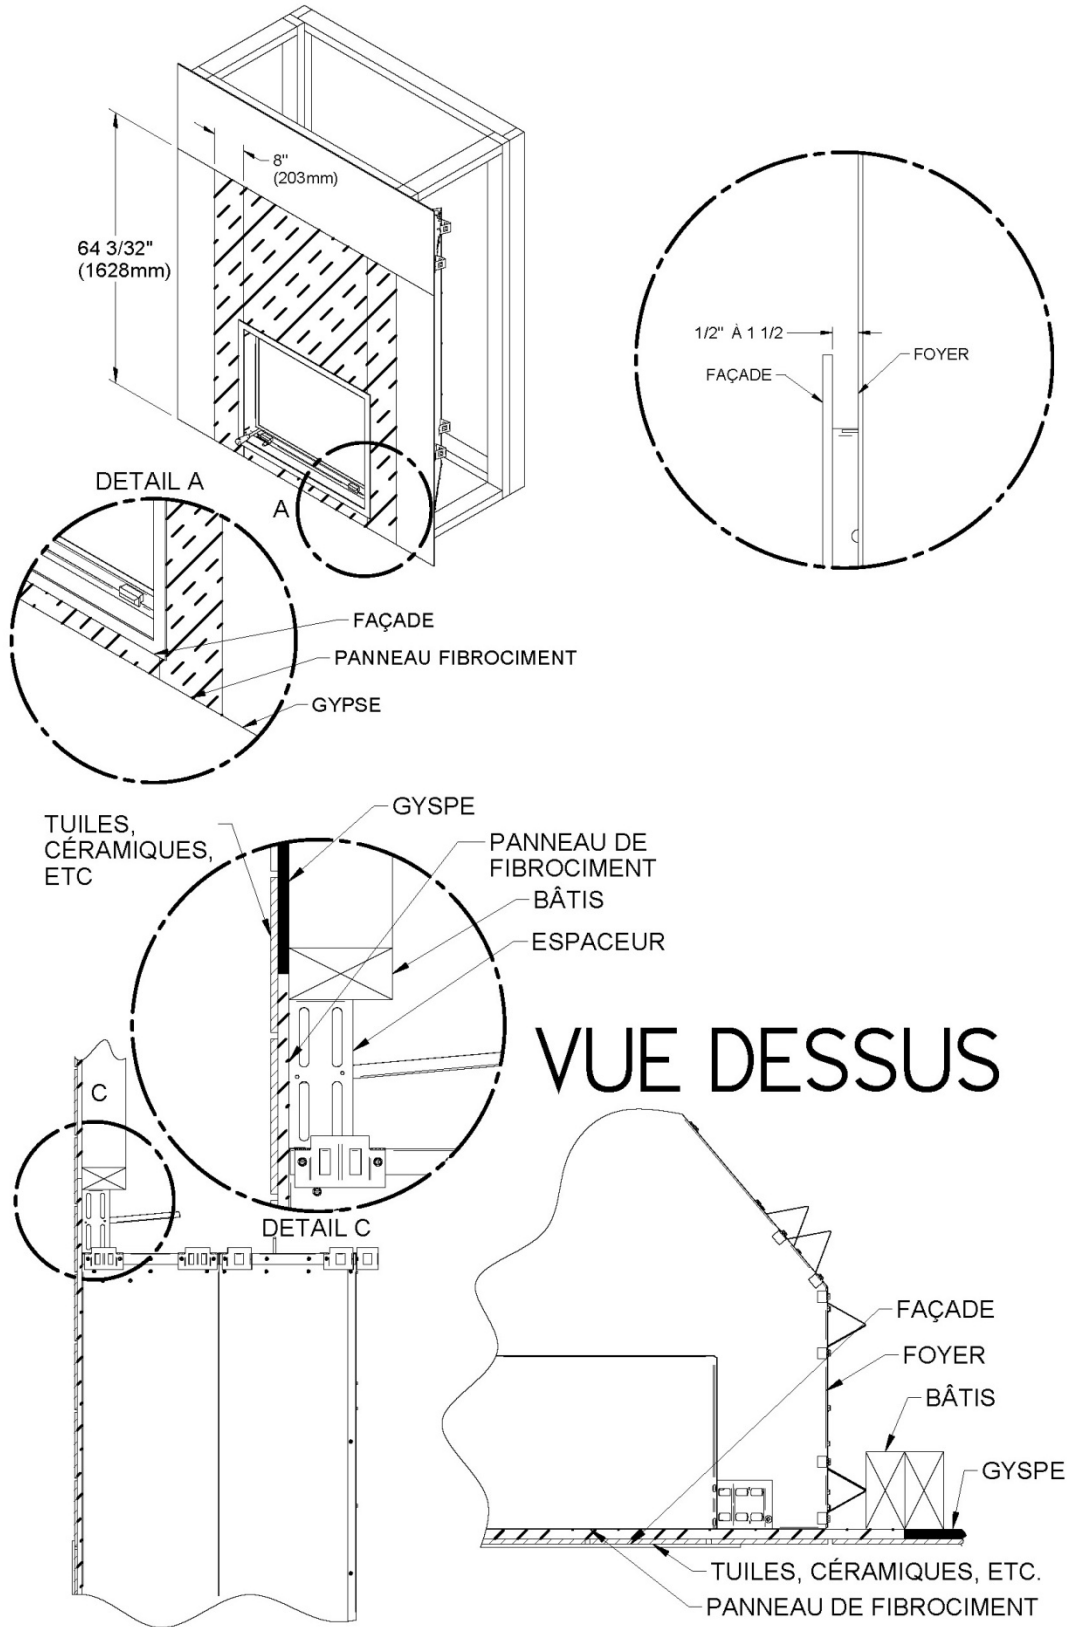 8"
(203mm)
64 3/32"
(1628mm)
1/2" À 1 1/2
FAÇADE
FOYER
DETAIL A
A
FAÇADE
PANNEAU FIBROCIMENT
GYPSE
TUILES,
CÉRAMIQUES,
ETC
GYSPE
PANNEAU DE
FIBROCIMENT
BÂTIS
ESPACEUR
C
DETAIL C
VUE DESSUS
FAÇADE
FOYER
BÂTIS
GYSPE
TUILES, CÉRAMIQUES, ETC.
PANNEAU DE FIBROCIMENT